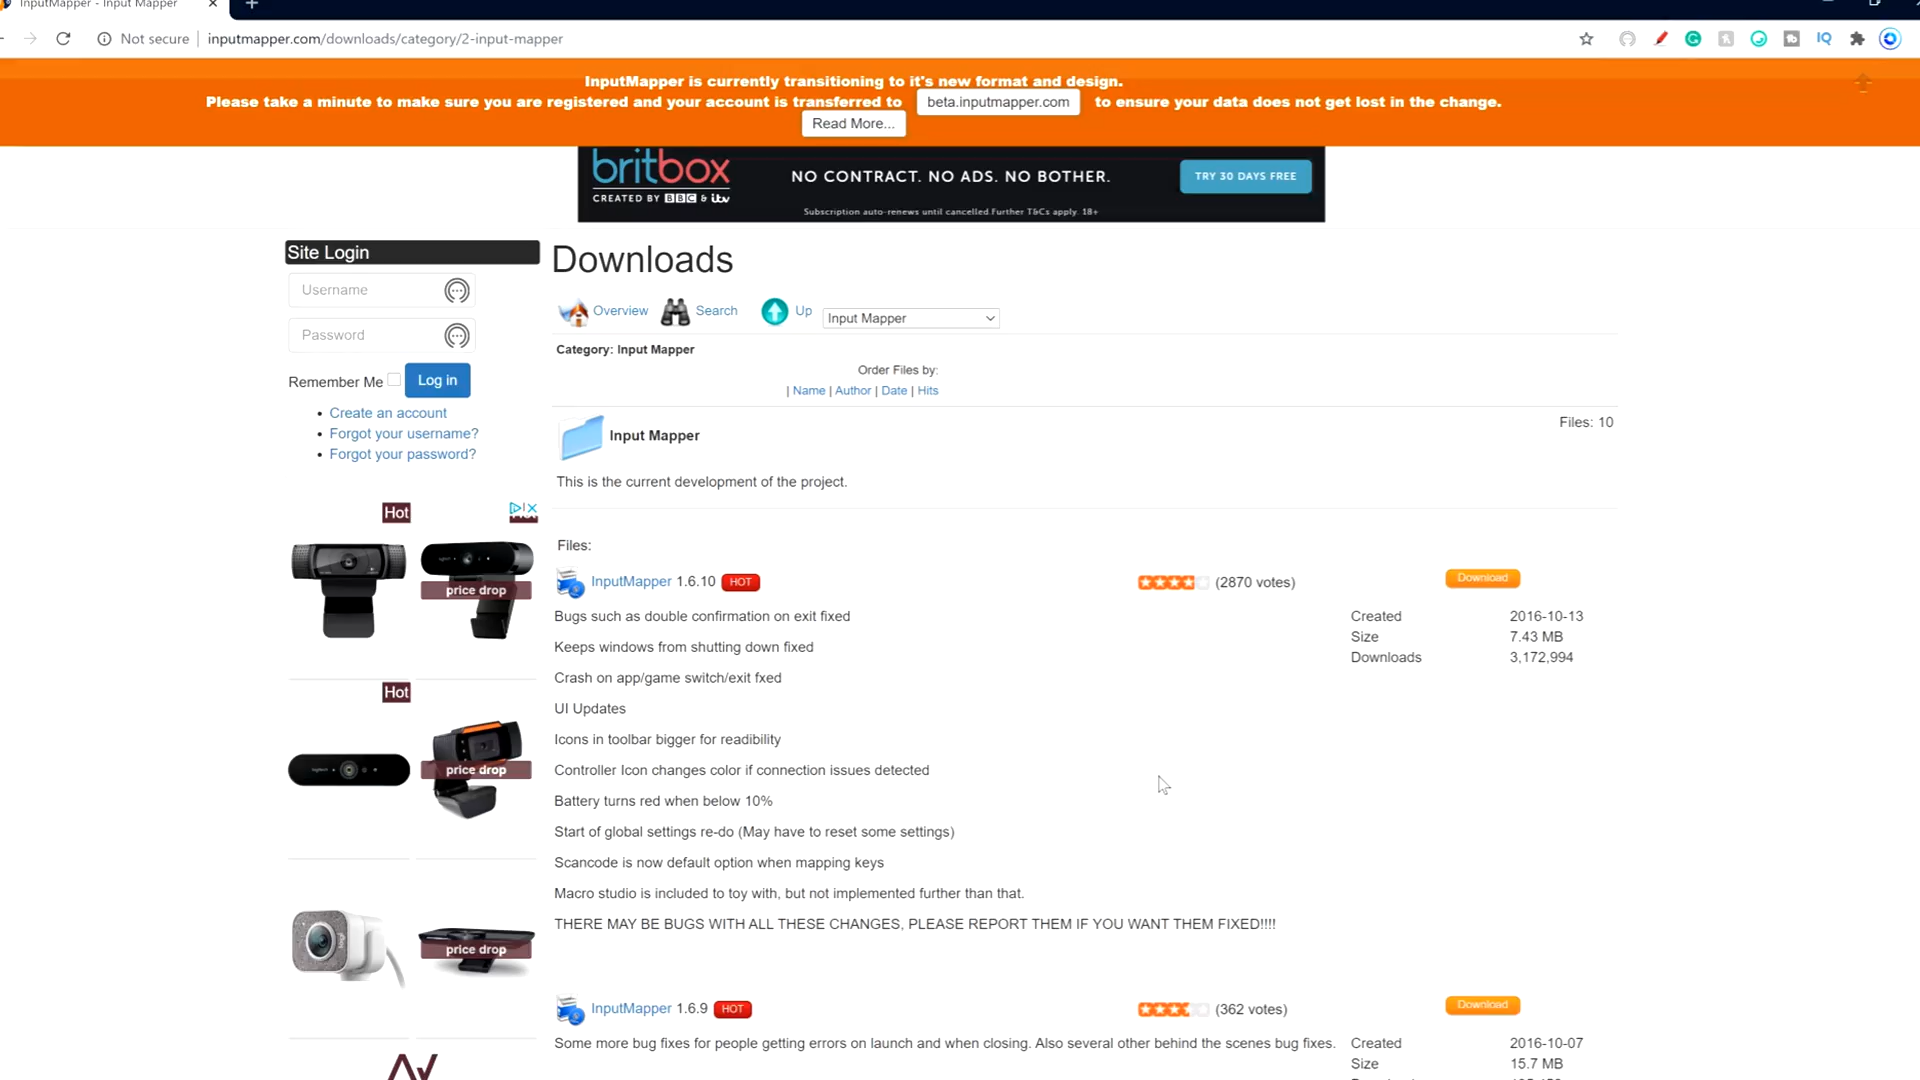 InputMapper - Input Mapper
Not secure
inputmapper.com/downloads/category/2-input-mapper
InputMapper is currently transitioning to it's new format and design.
Please take a minute to make sure you are registered and your account is transferred to beta.inputmapper.com to ensure your data does not get lost in the change.
Read More...
britbox
CREATED BY BBC & itv
NO CONTRACT. NO ADS. NO BOTHER.
Subscription auto-renews until cancelled.Further T&Cs apply. 18+
TRY 30 DAYS FREE
Site Login
Username
Password
Remember Me
Log in
Create an account
Forgot your username?
Forgot your password?
Hot
price drop
Hot
price drop
price drop
Downloads
Overview
Search
Up
Input Mapper
Category: Input Mapper
Order Files by:
| Name | Author | Date | Hits
Input Mapper
Files: 10
This is the current development of the project.
Files:
InputMapper 1.6.10 HOT
(2870 votes)
Download
Bugs such as double confirmation on exit fixed
Keeps windows from shutting down fixed
Crash on app/game switch/exit fxed
UI Updates
Icons in toolbar bigger for readibility
Controller Icon changes color if connection issues detected
Battery turns red when below 10%
Start of global settings re-do (May have to reset some settings)
Scancode is now default option when mapping keys
Macro studio is included to toy with, but not implemented further than that.
THERE MAY BE BUGS WITH ALL THESE CHANGES, PLEASE REPORT THEM IF YOU WANT THEM FIXED!!!!
Created 2016-10-13
Size 7.43 MB
Downloads 3,172,994
InputMapper 1.6.9 HOT
(362 votes)
Download
Some more bug fixes for people getting errors on launch and when closing. Also several other behind the scenes bug fixes.
Created 2016-10-07
Size 15.7 MB